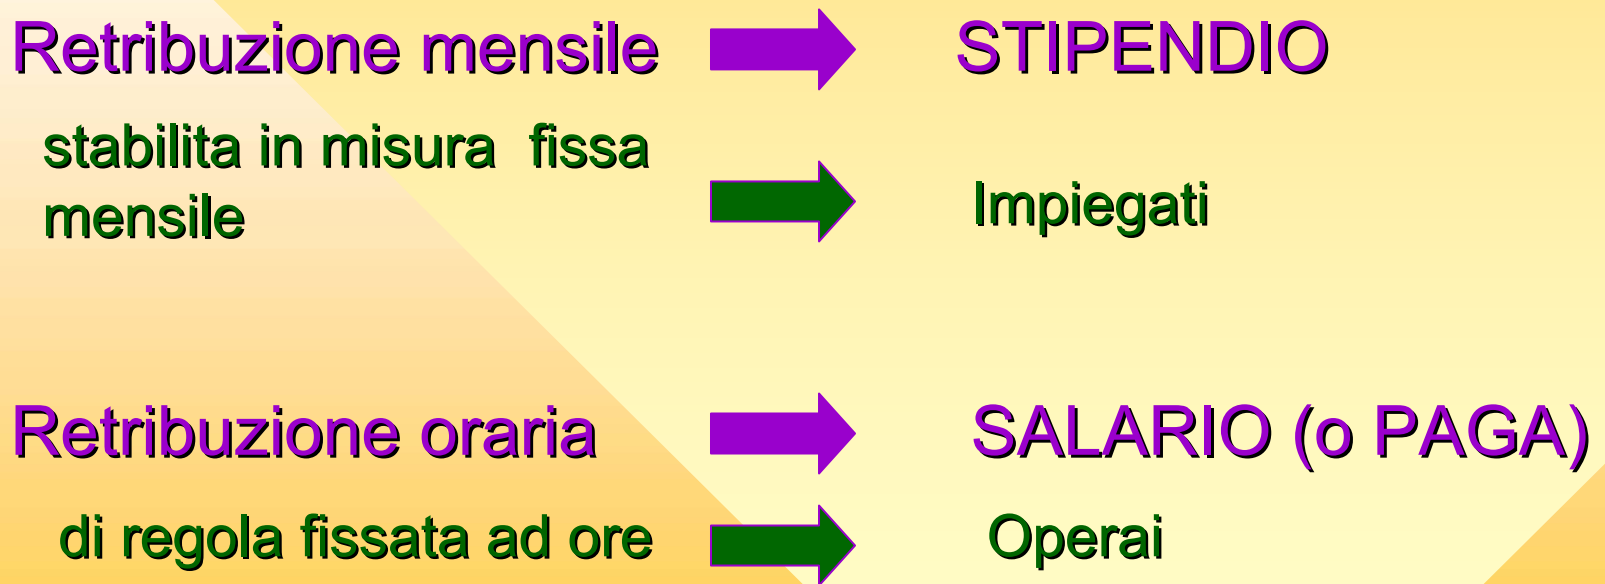 Retribuzione mensile STIPENDIO
stabilita in misura fissa
mensile
Impiegati
Retribuzione oraria SALARIO (o PAGA)
di regola fissata ad ore Operai